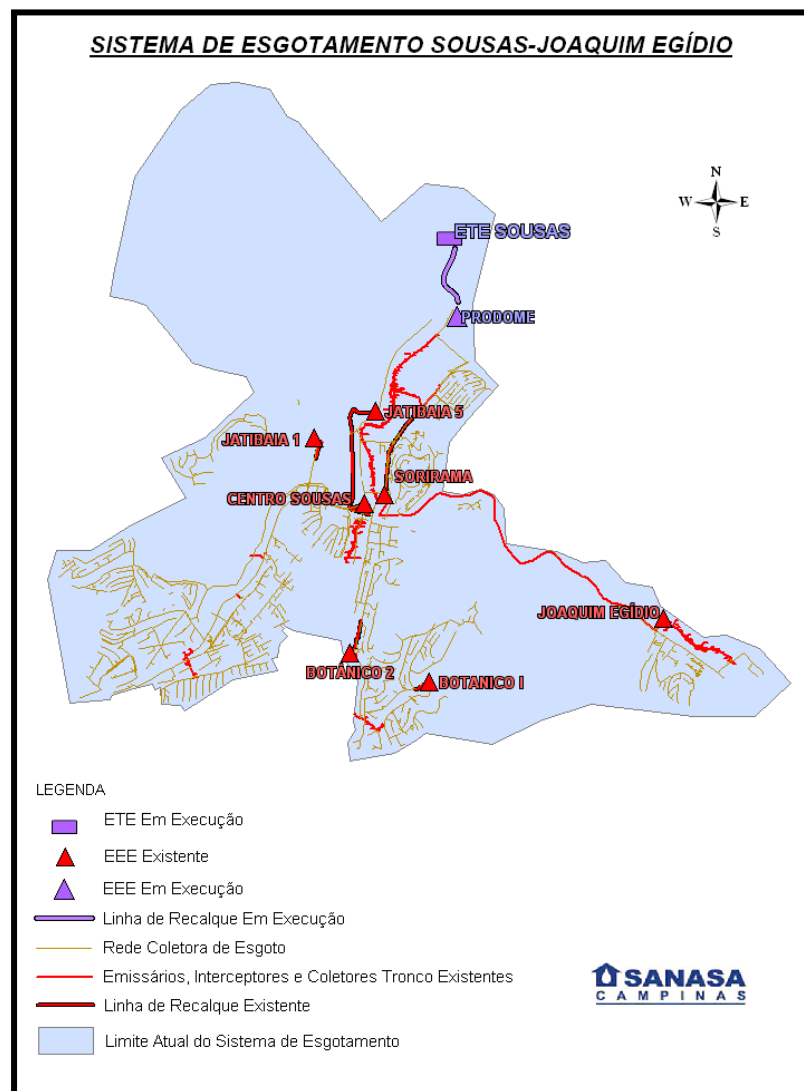 SISTEMA DE ESGOTAMENTO SOUSAS-JOAQUIM EGÍDIO
N
W E
S
ETE SOUSAS
PRODOME
JATIBAIA 5
JATIBAIA 1
SORIRAMA
CENTRO SOUSAS
JOAQUIM EGÍDIO
BOTÂNICO 2
BOTANICO I
LEGENDA
ETE Em Execução
EEE Existente
EEE Em Execução
Linha de Recalque Em Execução
Rede Coletora de Esgoto
Emissários, Interceptores e Coletores Tronco Existentes
Linha de Recalque Existente
Limite Atual do Sistema de Esgotamento
SANASA
CAMPINAS